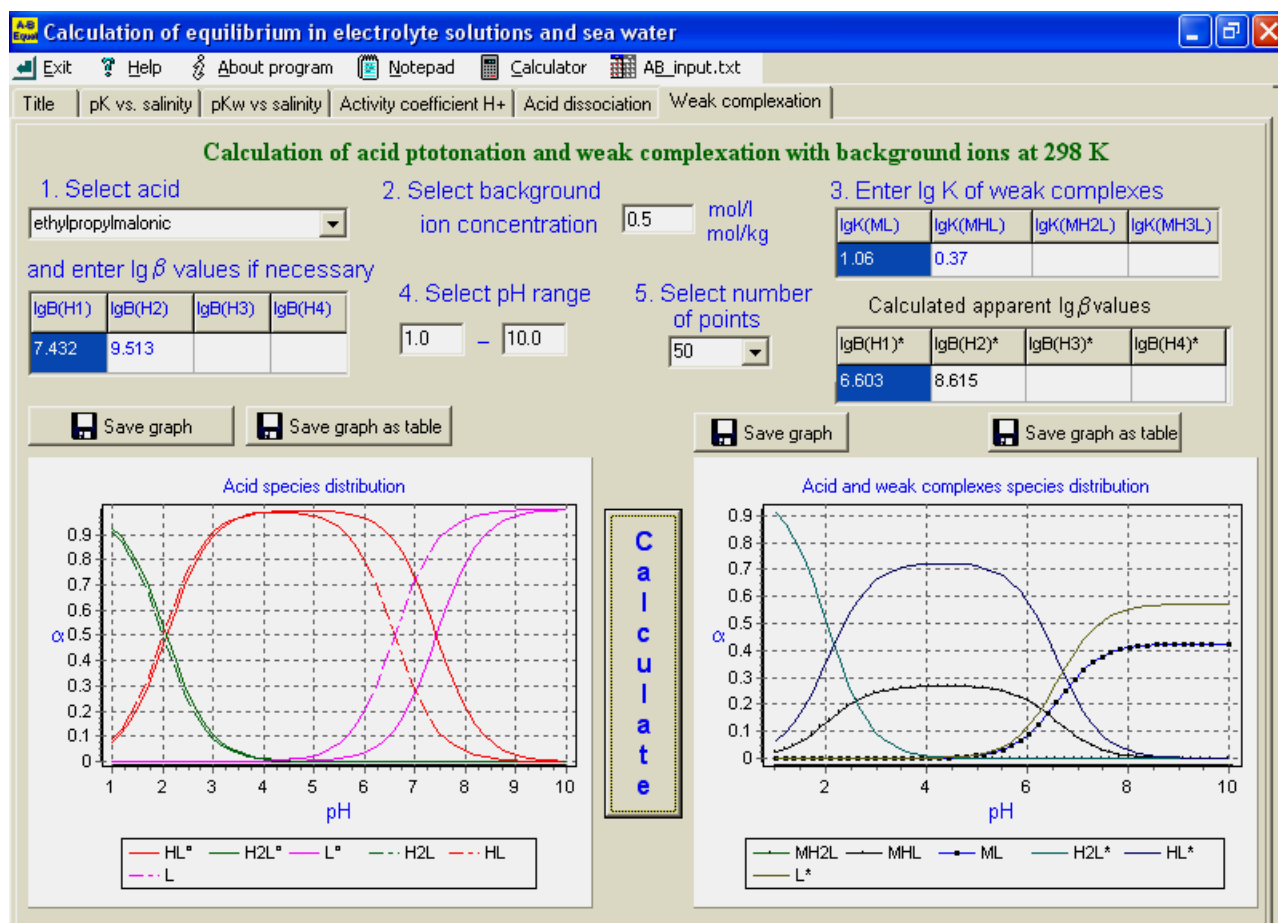 A-B
Equal
Calculation of equilibrium in electrolyte solutions and sea water
Exit Help About program Notepad Calculator AB_input.txt
Title pK vs. salinity pKw vs salinity Activity coefficient H+ Acid dissociation Weak complexation
Calculation of acid ptotonation and weak complexation with background ions at 298 K
1. Select acid
ethylpropylmalonic
and enter lg β values if necessary
lgB(H1) lgB(H2) lgB(H3) lgB(H4)
7.432 9.513
2. Select background
ion concentration
0.5
mol/l
mol/kg
3. Enter lg K of weak complexes
lgK(ML) lgK(MHL) lgK(MH2L) lgK(MH3L)
1.06 0.37
4. Select pH range
1.0 – 10.0
5. Select number
of points
50
Calculated apparent lg β values
lgB(H1)* lgB(H2)* lgB(H3)* lgB(H4)*
6.603 8.615
Save graph Save graph as table
Save graph Save graph as table
Acid species distribution
0.9
0.8
0.7
0.6
α 0.5
0.4
0.3
0.2
0.1
0
1 2 3 4 5 6 7 8 9 10
pH
HL° H2L° L° H2L HL
L
C
a
l
c
u
l
a
t
e
Acid and weak complexes species distribution
0.9
0.8
0.7
0.6
0.5
α
0.4
0.3
0.2
0.1
0
2 4 6 8 10
pH
MH2L MHL ML H2L* HL*
L*